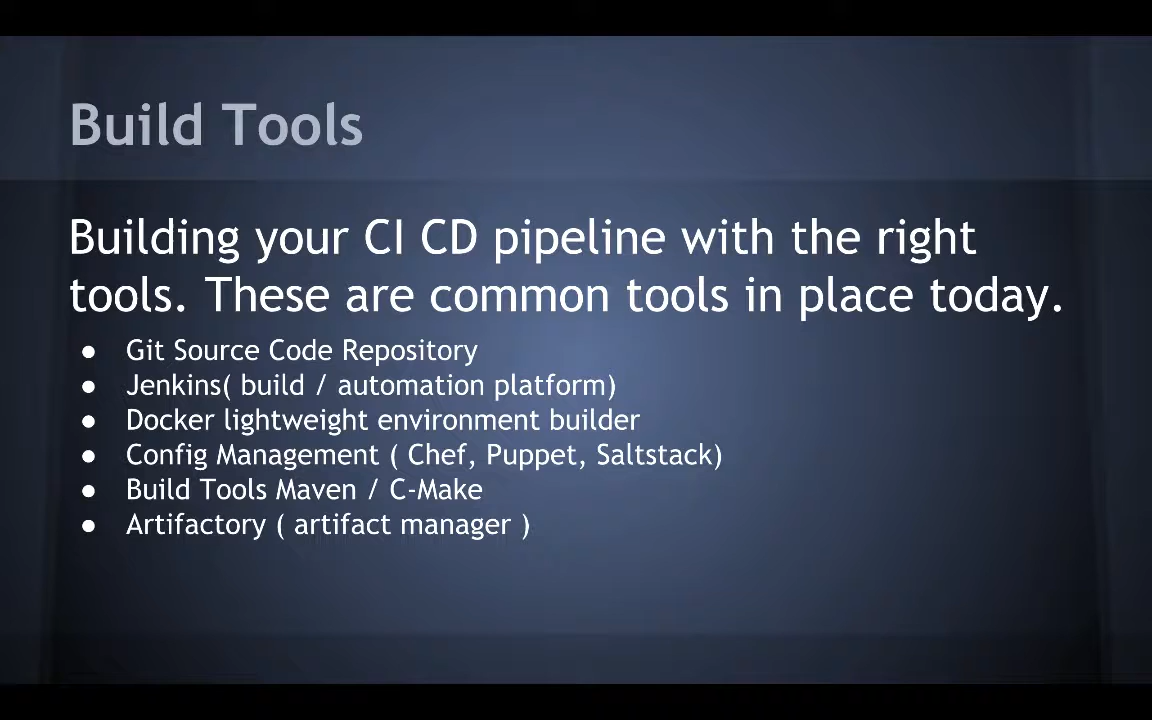 Build Tools
Building your CI CD pipeline with the right
tools. These are common tools in place today.
● Git Source Code Repository
● Jenkins( build / automation platform)
● Docker lightweight environment builder
● Config Management ( Chef, Puppet, Saltstack)
● Build Tools Maven / C-Make
● Artifactory ( artifact manager )